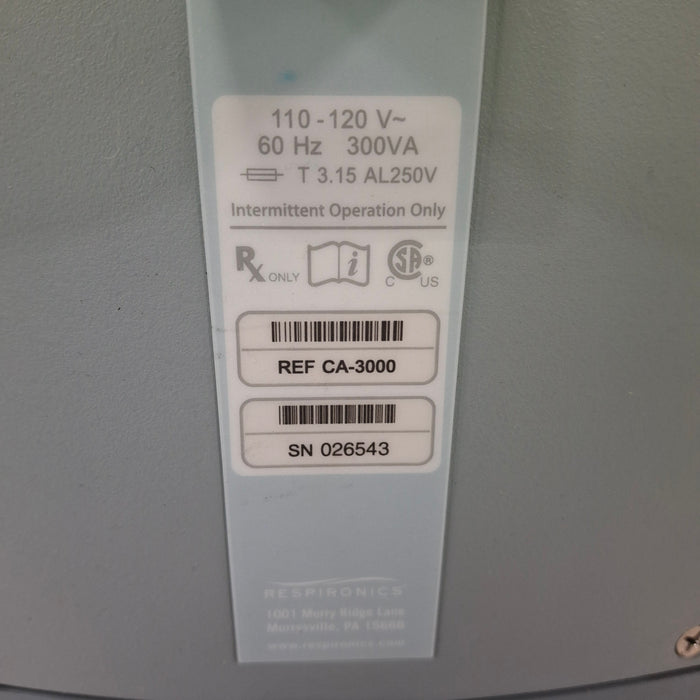 110 - 120 V~
60 Hz 300VA
T 3.15 AL250V
Intermittent Operation Only
Rx ONLY
i
CSA ®
C US
REF CA-3000
SN 026543
RESPIRONICS
1001 Murry Ridge Lane
Murrysville, PA 15668
www.respironics.com